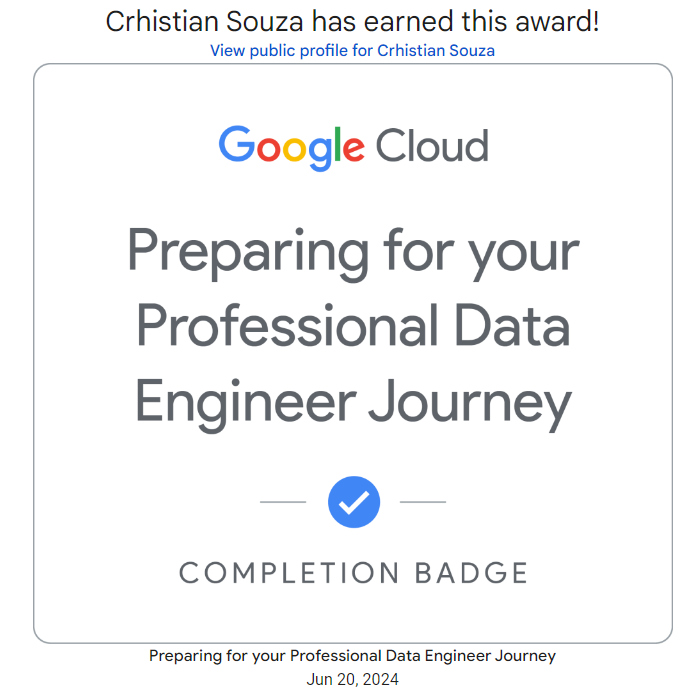 Crhistian Souza has earned this award!
View public profile for Crhistian Souza
Google Cloud
Preparing for your
Professional Data
Engineer Journey
COMPLETION BADGE
Preparing for your Professional Data Engineer Journey
Jun 20, 2024